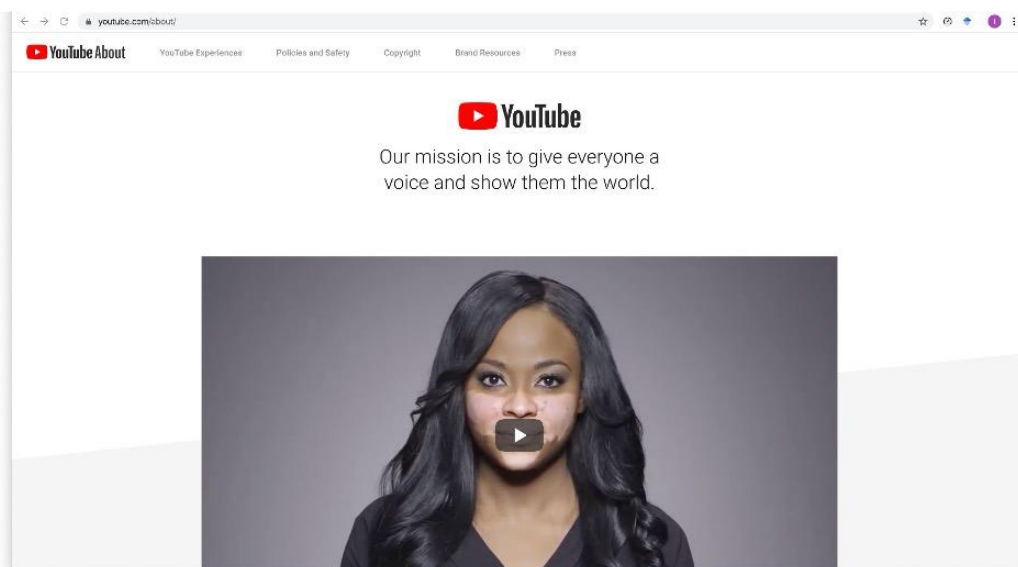 youtube.com/about/
YouTube About YouTube Experiences Policies and Safety Copyright Brand Resources Press
YouTube
Our mission is to give everyone a
voice and show them the world.